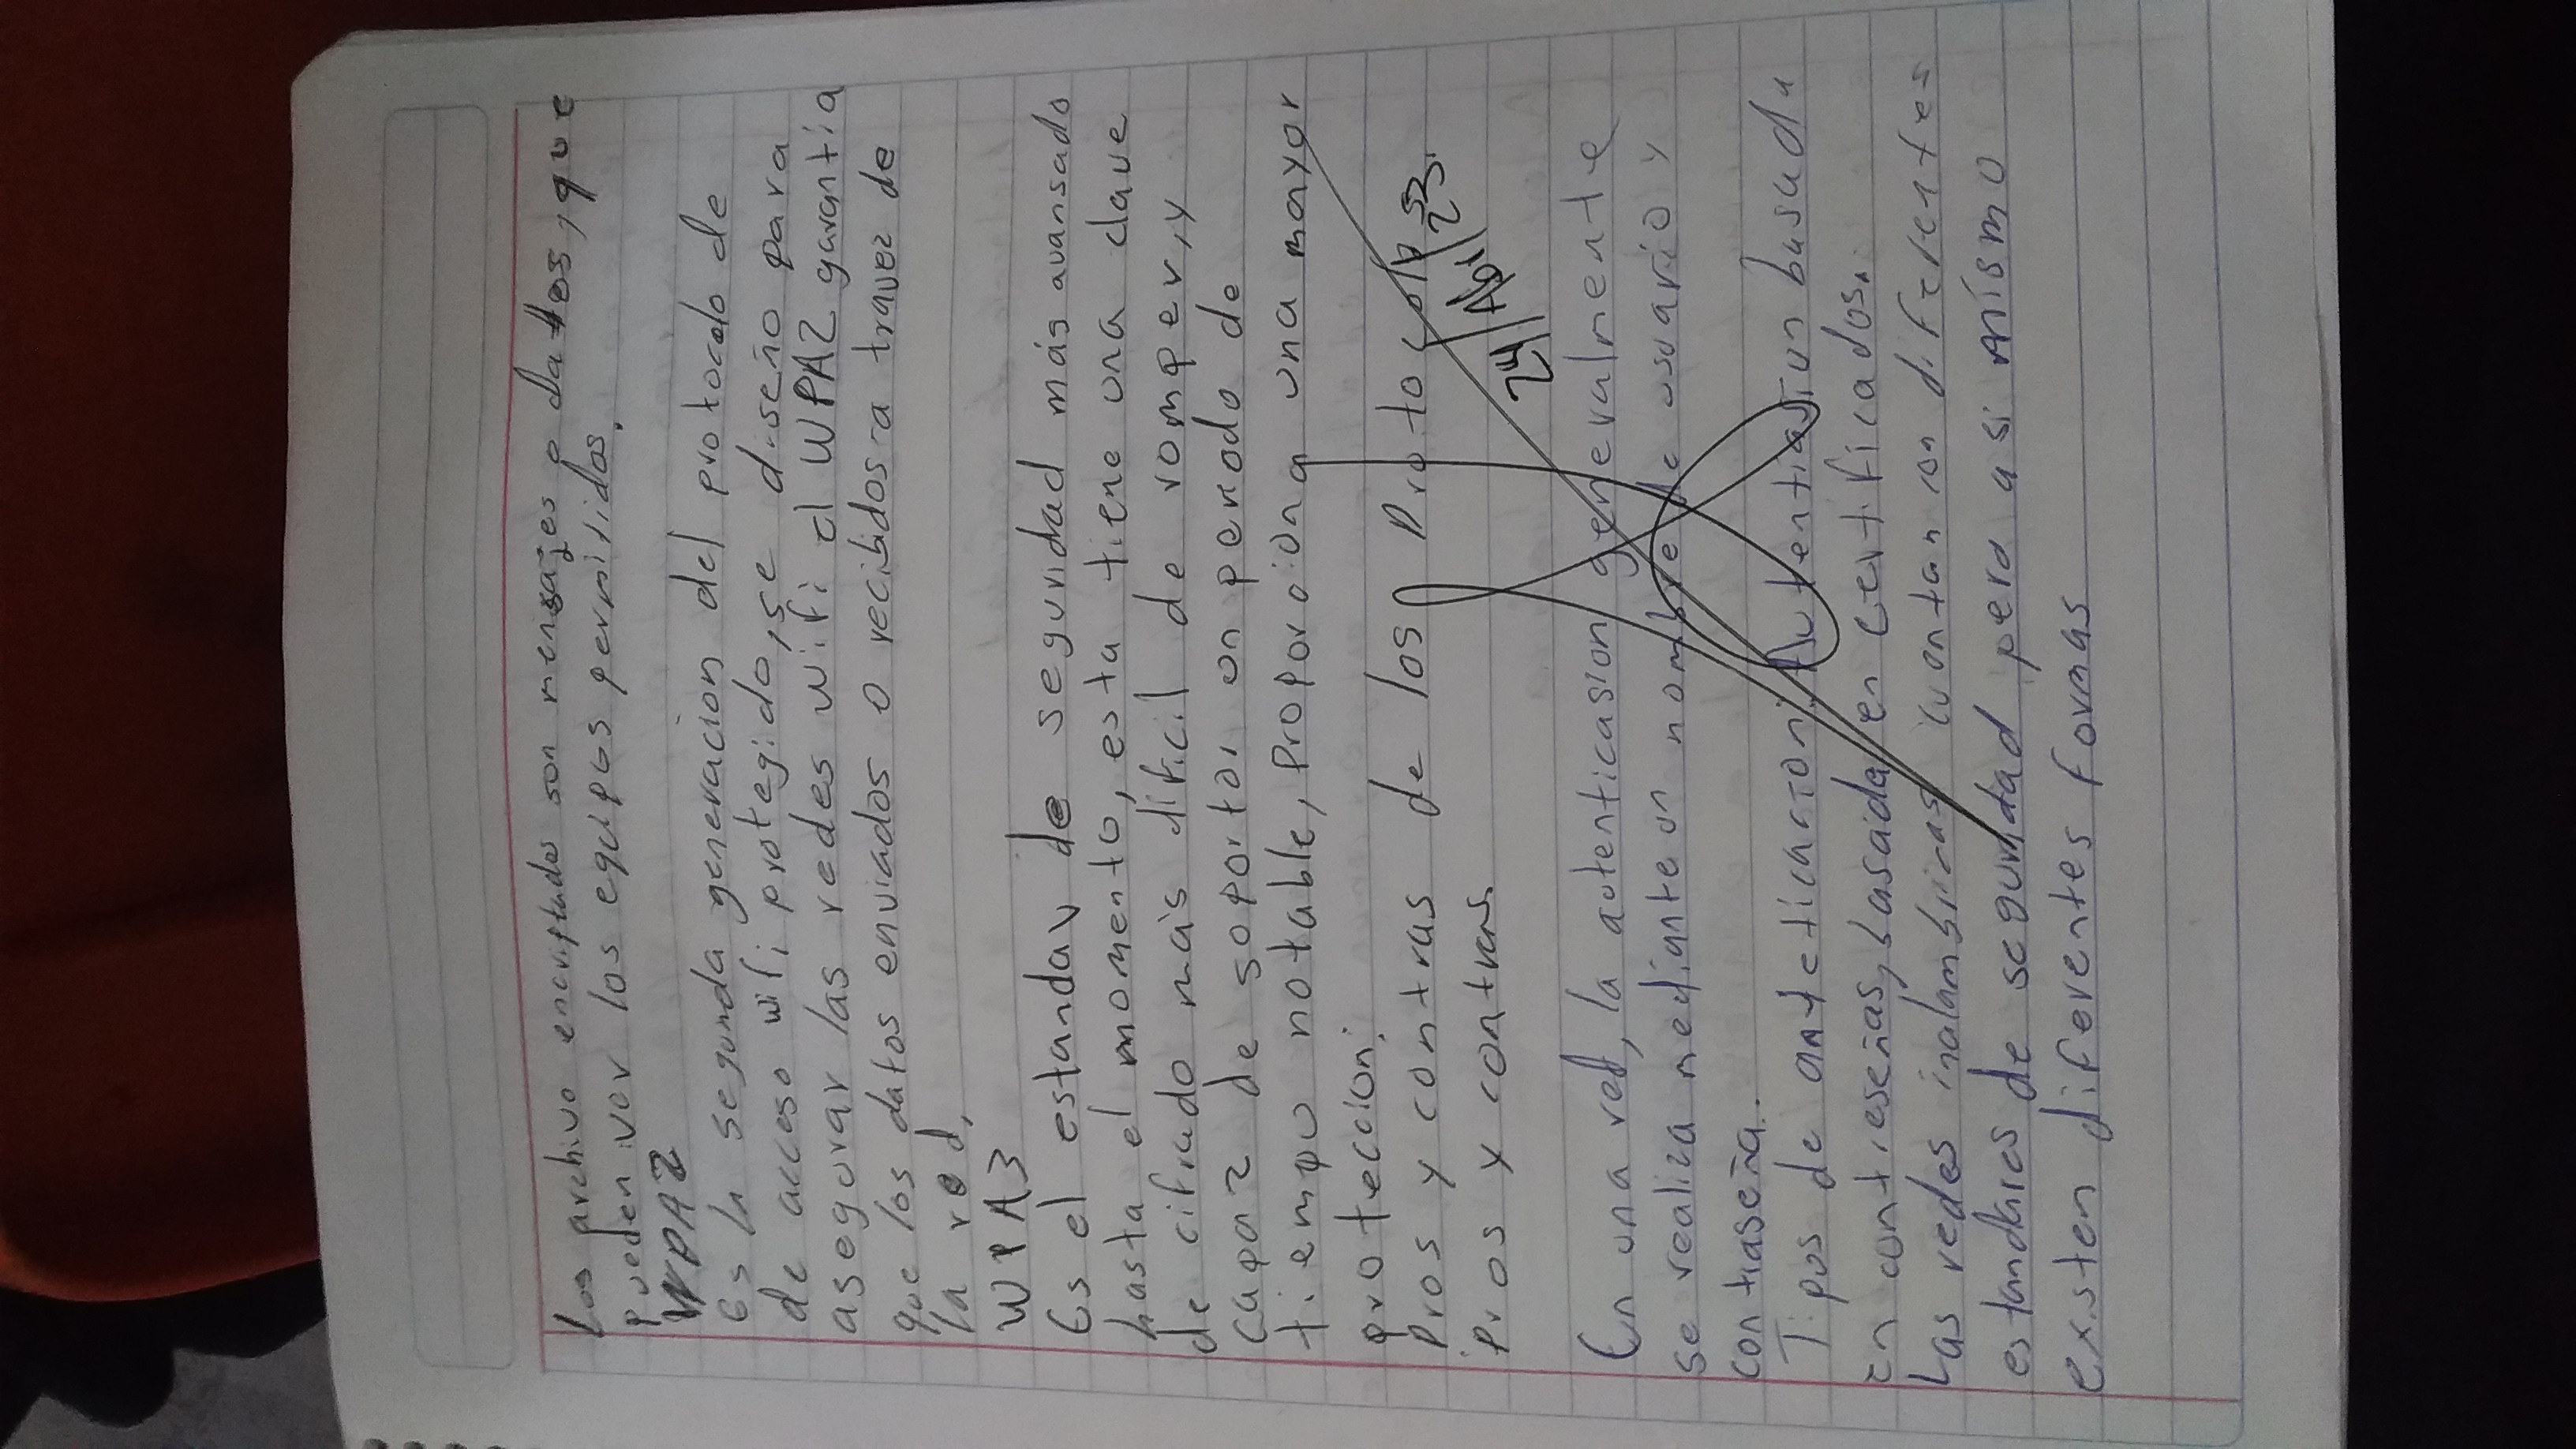 Los archivo encriptados son mensajes o datos, que
pueden ver los equipos permitidos.
WPA2
Es la segunda generacion del protocolo de
de acceso wifi protegido, se diseño para
asegurar las redes wifi el WPA2 garantia
que los datos enviados o recibidos a travez de
la red,
WPA3
Es el estandar de seguridad más avansado
hasta el momento, esta tiene una clave
de cifrado más dificil de romper, y
capaz de soportar un periodo de
tiempo notable, proporciona una mayor
proteccion:
Pros y contras de los Protocolos
24/Abr/23.
Pros y contras
En una red, la autenticasion generalmente
se realiza mediante un nombre de usuario y
contraseña.
Tipos de anteticacion: Autenticasion basada
en contreseñas, basada en certificados.
Las redes inalambricas cuentan con diferentes
estandares de seguridad pero asi mismo
existen diferentes formas